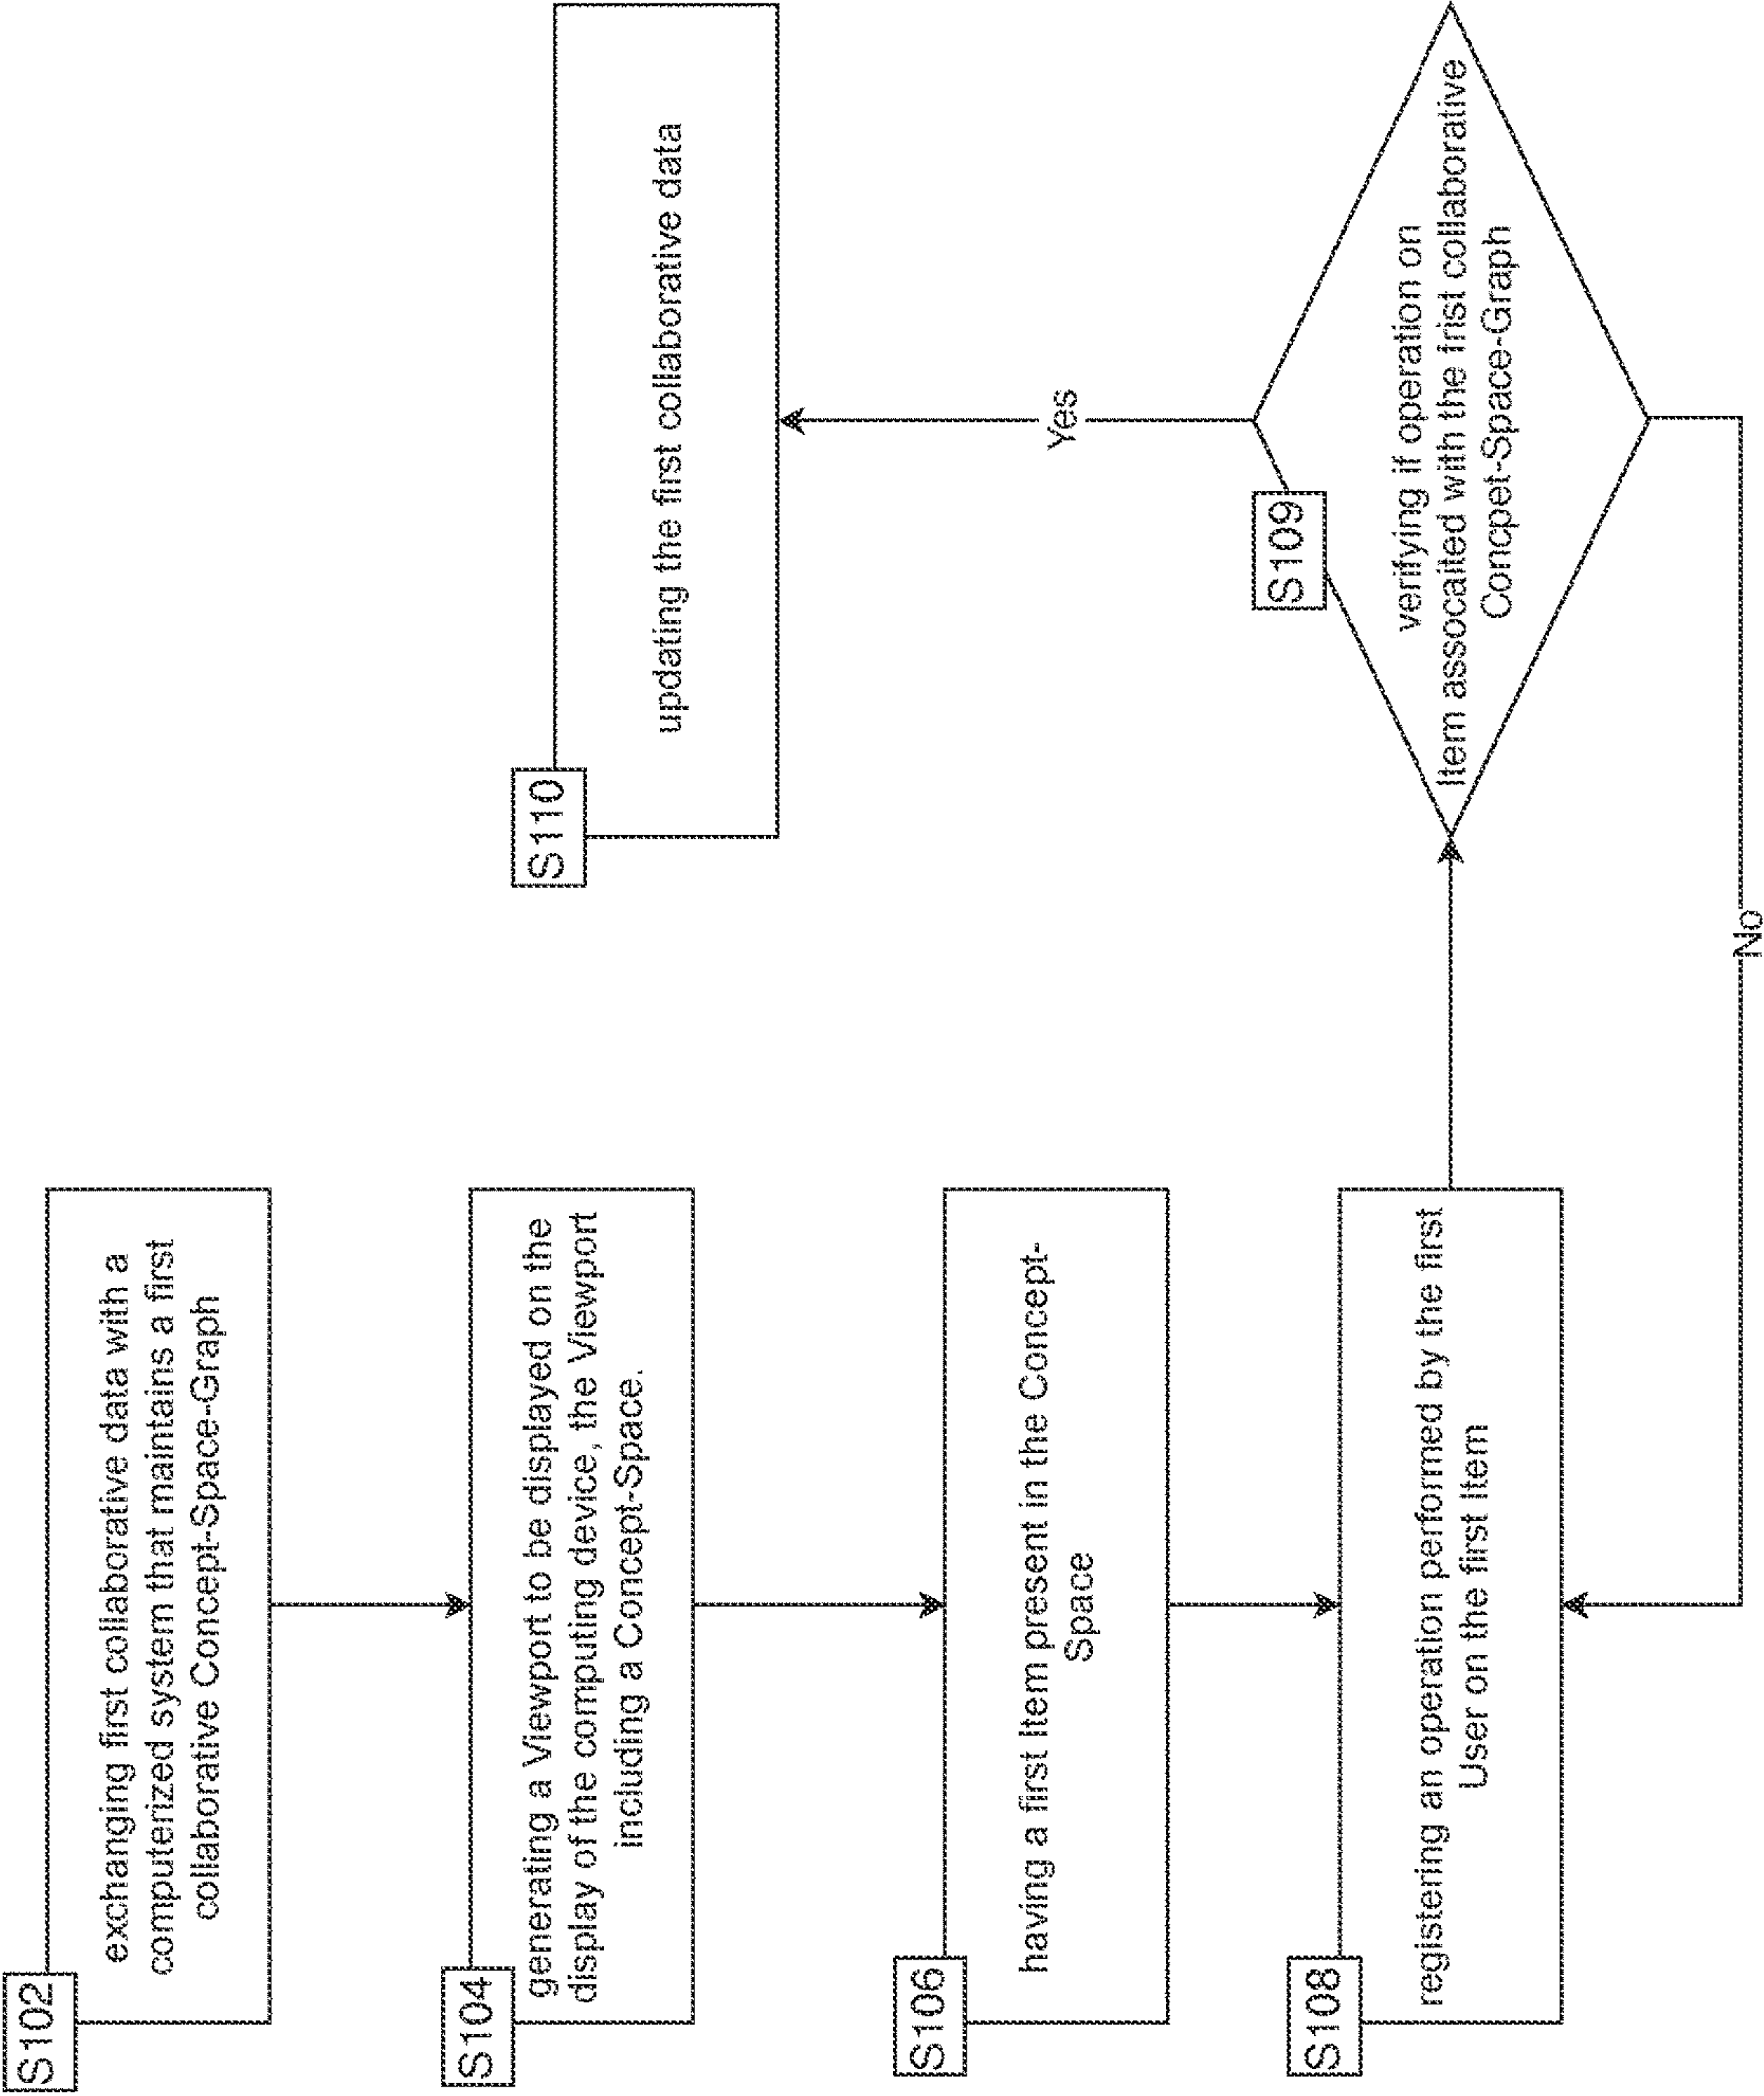 S102
exchanging first collaborative data with a
computerized system that maintains a first
collaborative Concept-Space-Graph
S104
generating a Viewport to be displayed on the
display of the computing device, the Viewport
including a Concept-Space.
S106
having a first Item present in the Concept-
Space
S108
registering an operation performed by the first
User on the first Item
S109
verifying if operation on
Item assocaited with the frist collaborative
Concpet-Space-Graph
Yes
No
S110
updating the first collaborative data